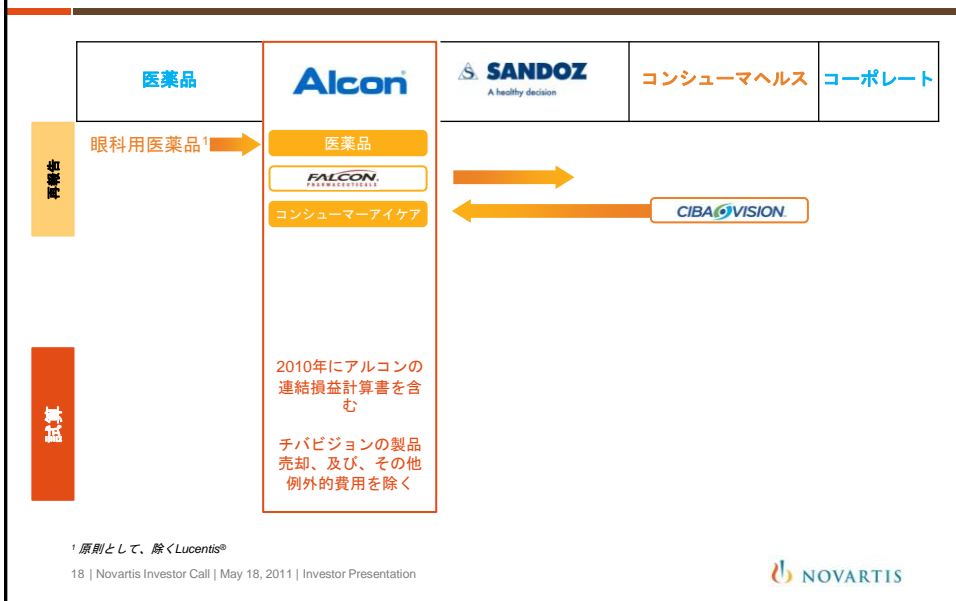 医薬品
Alcon
SANDOZ
A healthy decision
コンシューマヘルス
コーポレート
再報告
眼科用医薬品1
医薬品
FALCON.
PHARMACEUTICALS
コンシューマーアイケア
CIBA VISION.
試算
2010年にアルコンの
連結損益計算書を含
む
チバビジョンの製品
売却、及び、その他
例外的費用を除く
1 原則として、除くLucentis®
18 | Novartis Investor Call | May 18, 2011 | Investor Presentation
NOVARTIS